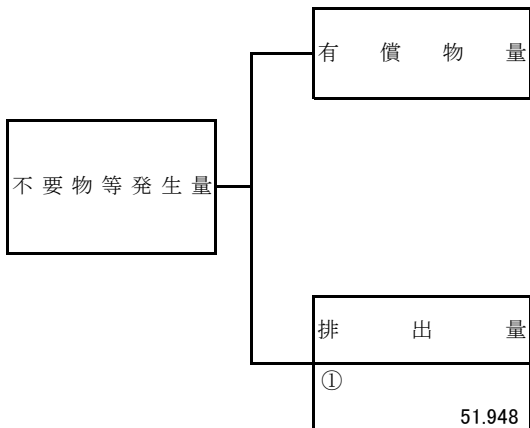 有償物量
不要物等発生量
排出量
①
51.948